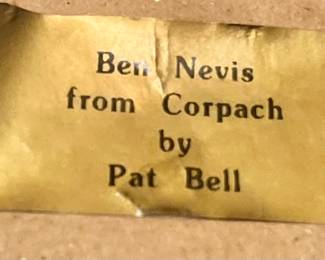 Ben Nevis
from Corpach
by
Pat Bell